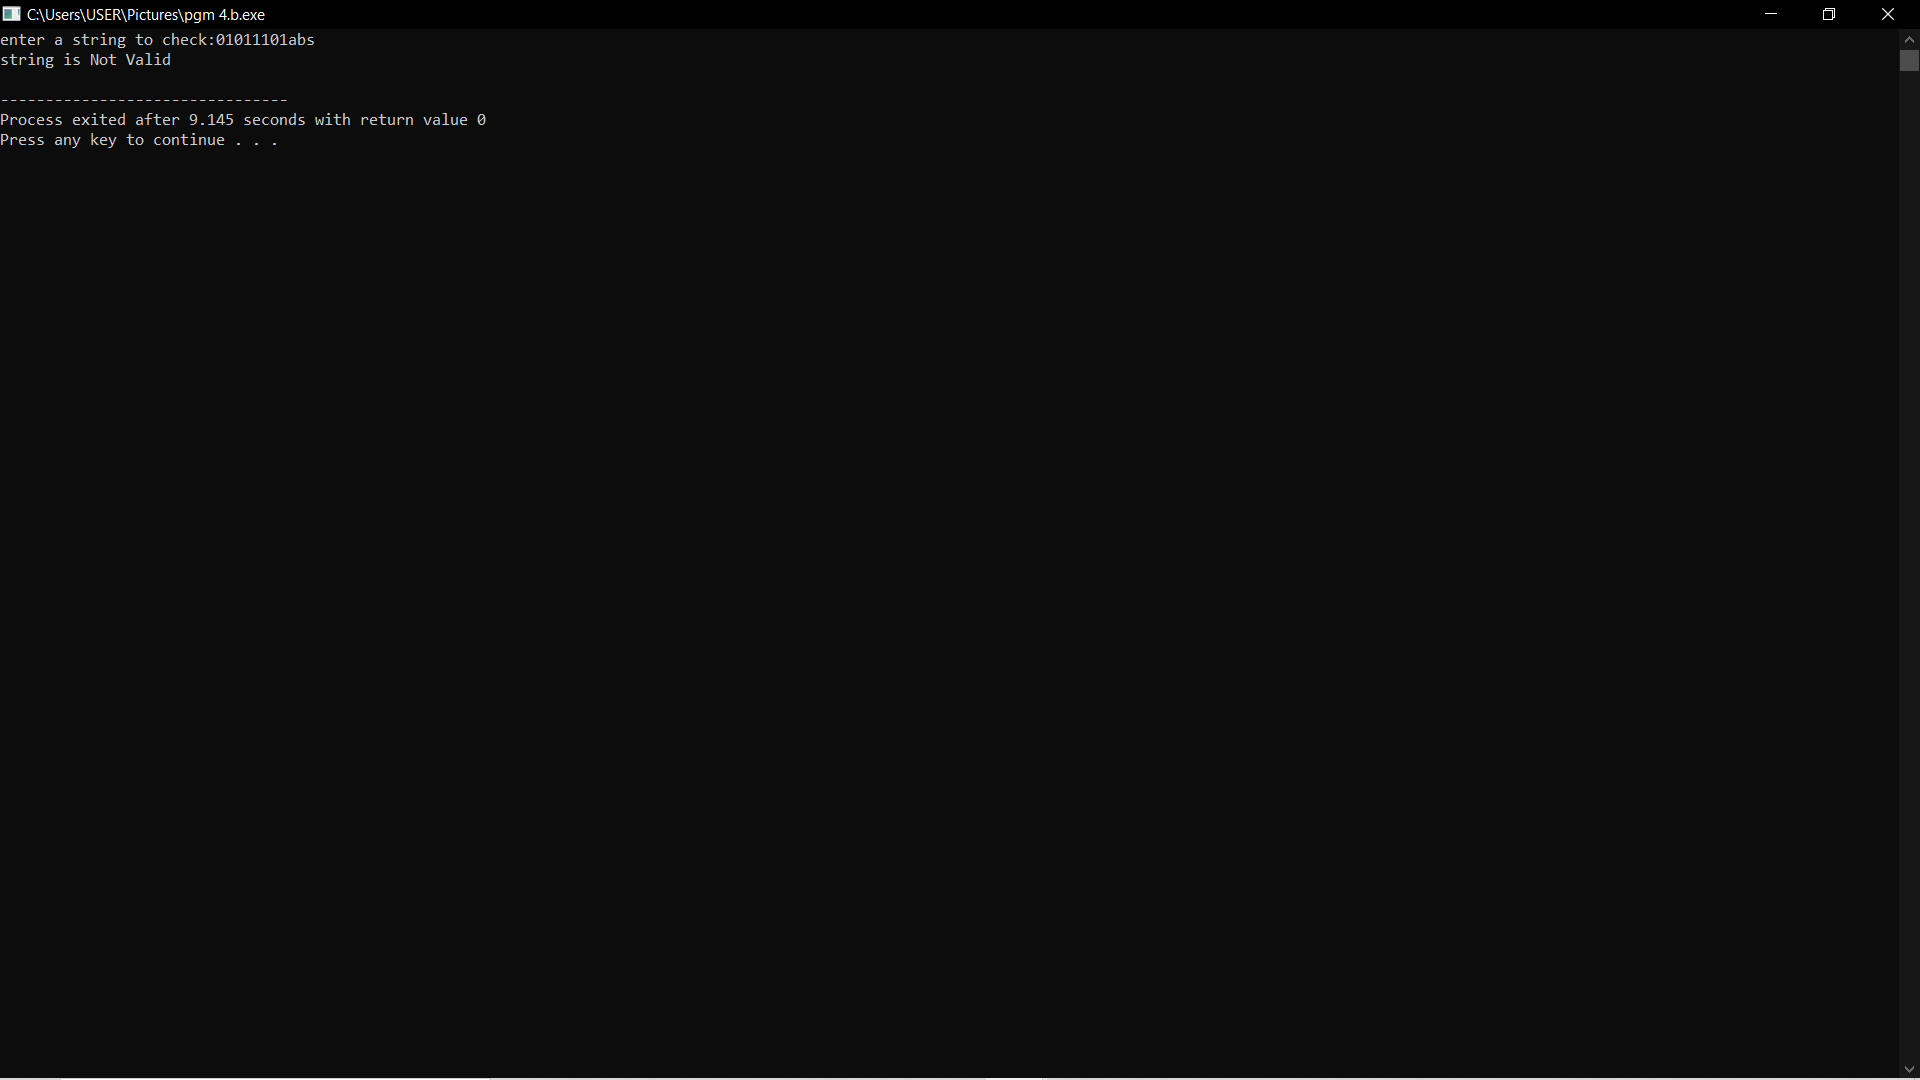 C:\Users\USER\Pictures\pgm 4.b.exe
enter a string to check:01011101abs
string is Not Valid
--------------------------------
Process exited after 9.145 seconds with return value 0
Press any key to continue . . .